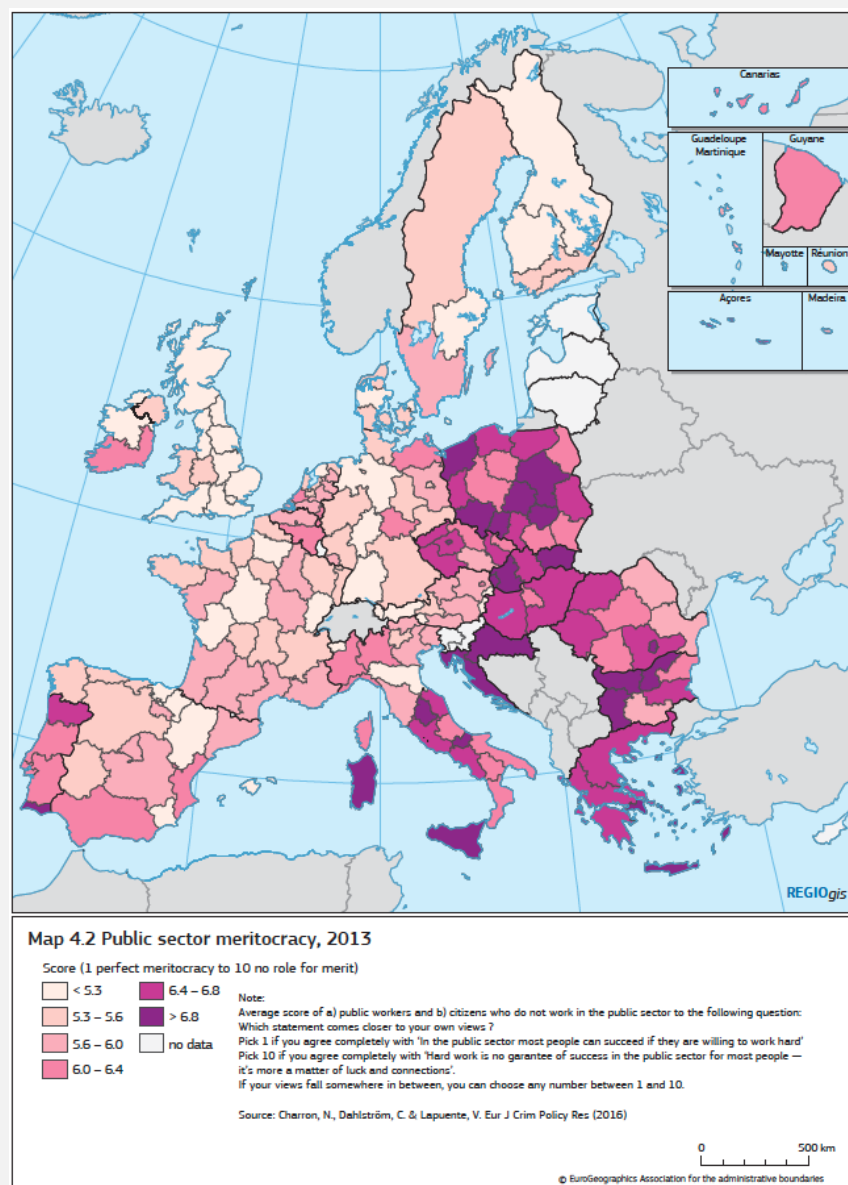 Canarias
Guadeloupe
Martinique
Guyane
Mayotte
Réunion
Açores
Madeira
REGIOgis
Map 4.2 Public sector meritocracy, 2013
Score (1 perfect meritocracy to 10 no role for merit)
< 5.3
5.3 – 5.6
5.6 – 6.0
6.0 – 6.4
6.4 – 6.8
> 6.8
no data
Note:
Average score of a) public workers and b) citizens who do not work in the public sector to the following question:
Which statement comes closer to your own views ?
Pick 1 if you agree completely with 'In the public sector most people can succeed if they are willing to work hard'
Pick 10 if you agree completely with 'Hard work is no garantee of success in the public sector for most people —
it's more a matter of luck and connections'.
If your views fall somewhere in between, you can choose any number between 1 and 10.
Source: Charron, N., Dahlström, C. & Lapuente, V. Eur J Crim Policy Res (2016)
0 500 km
© EuroGeographics Association for the administrative boundaries